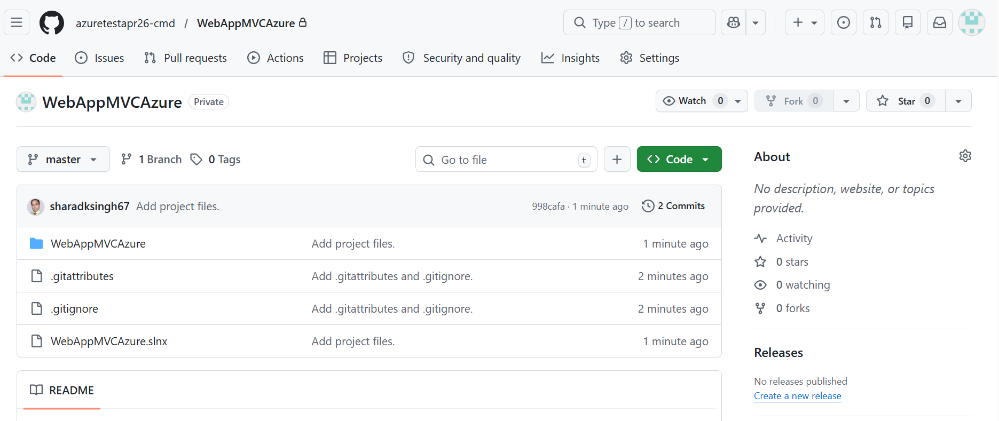 azuretestapr26-cmd / WebAppMVCAzure Type / to search
Code Issues Pull requests Actions Projects Security and quality Insights Settings
WebAppMVCAzure Private Watch 0 Fork 0 Star 0
master 1 Branch 0 Tags Go to file t Code
sharadksingh67 Add project files. 998cafa · 1 minute ago 2 Commits
WebAppMVCAzure Add project files. 1 minute ago
.gitattributes Add .gitattributes and .gitignore. 2 minutes ago
.gitignore Add .gitattributes and .gitignore. 2 minutes ago
WebAppMVCAzure.slnx Add project files. 1 minute ago
README
About
No description, website, or topics
provided.
Activity
0 stars
0 watching
0 forks
Releases
No releases published
Create a new release